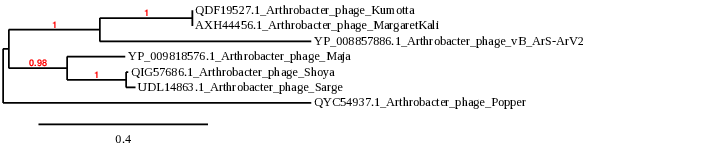 1 QDF19527.1_Arthrobacter_phage_Kumotta
1 AXH44456.1_Arthrobacter_phage_MargaretKali
YP_008857886.1_Arthrobacter_phage_vB_ArS-ArV2
YP_009818576.1_Arthrobacter_phage_Maja
0.98 QIG57686.1_Arthrobacter_phage_Shoya
1 UDL14863.1_Arthrobacter_phage_Sarge
QYC54937.1_Arthrobacter_phage_Popper
0.4